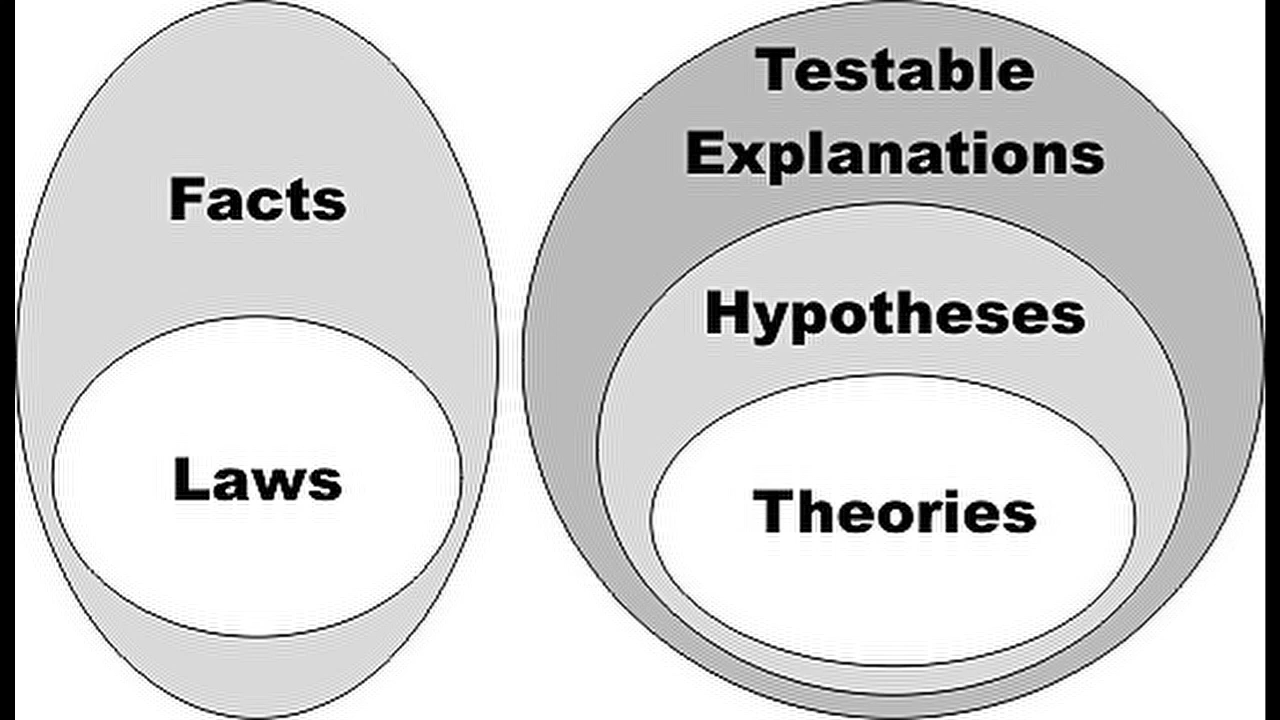 Facts
Laws
Testable
Explanations
Hypotheses
Theories